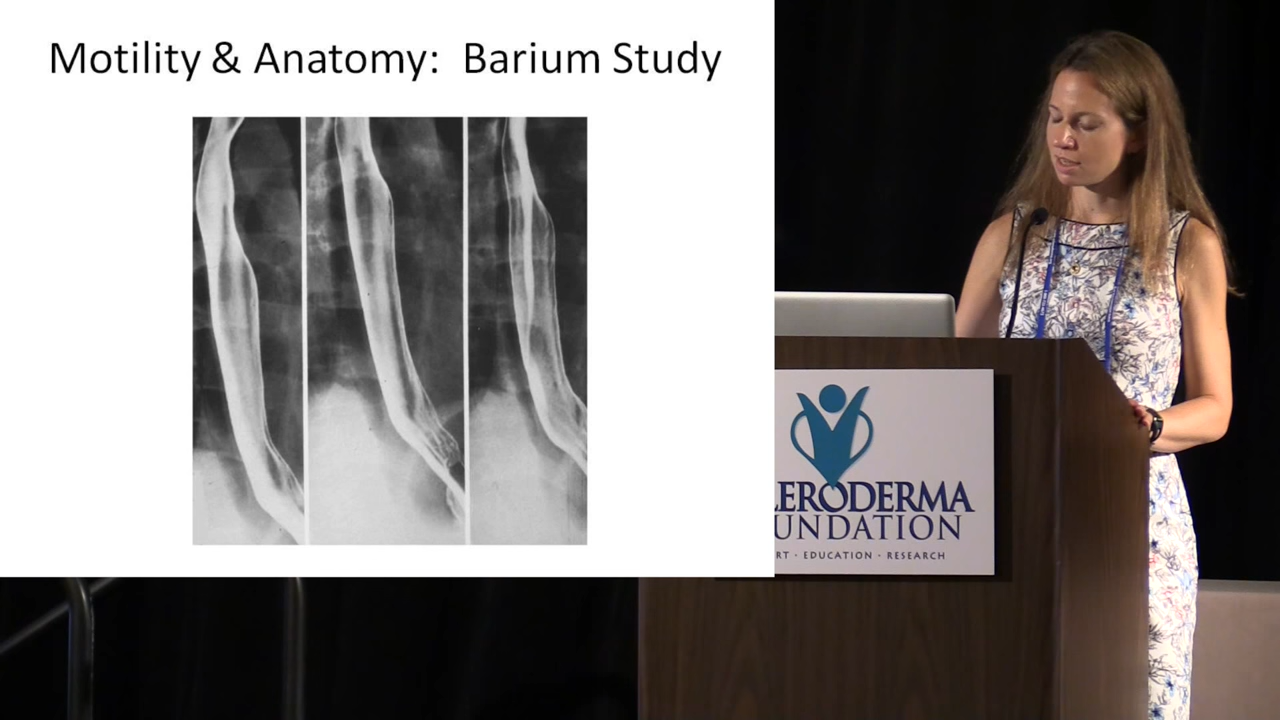 Motility & Anatomy: Barium Study
LERODERMA
UNDATION
RT · EDUCATION · RESEARCH